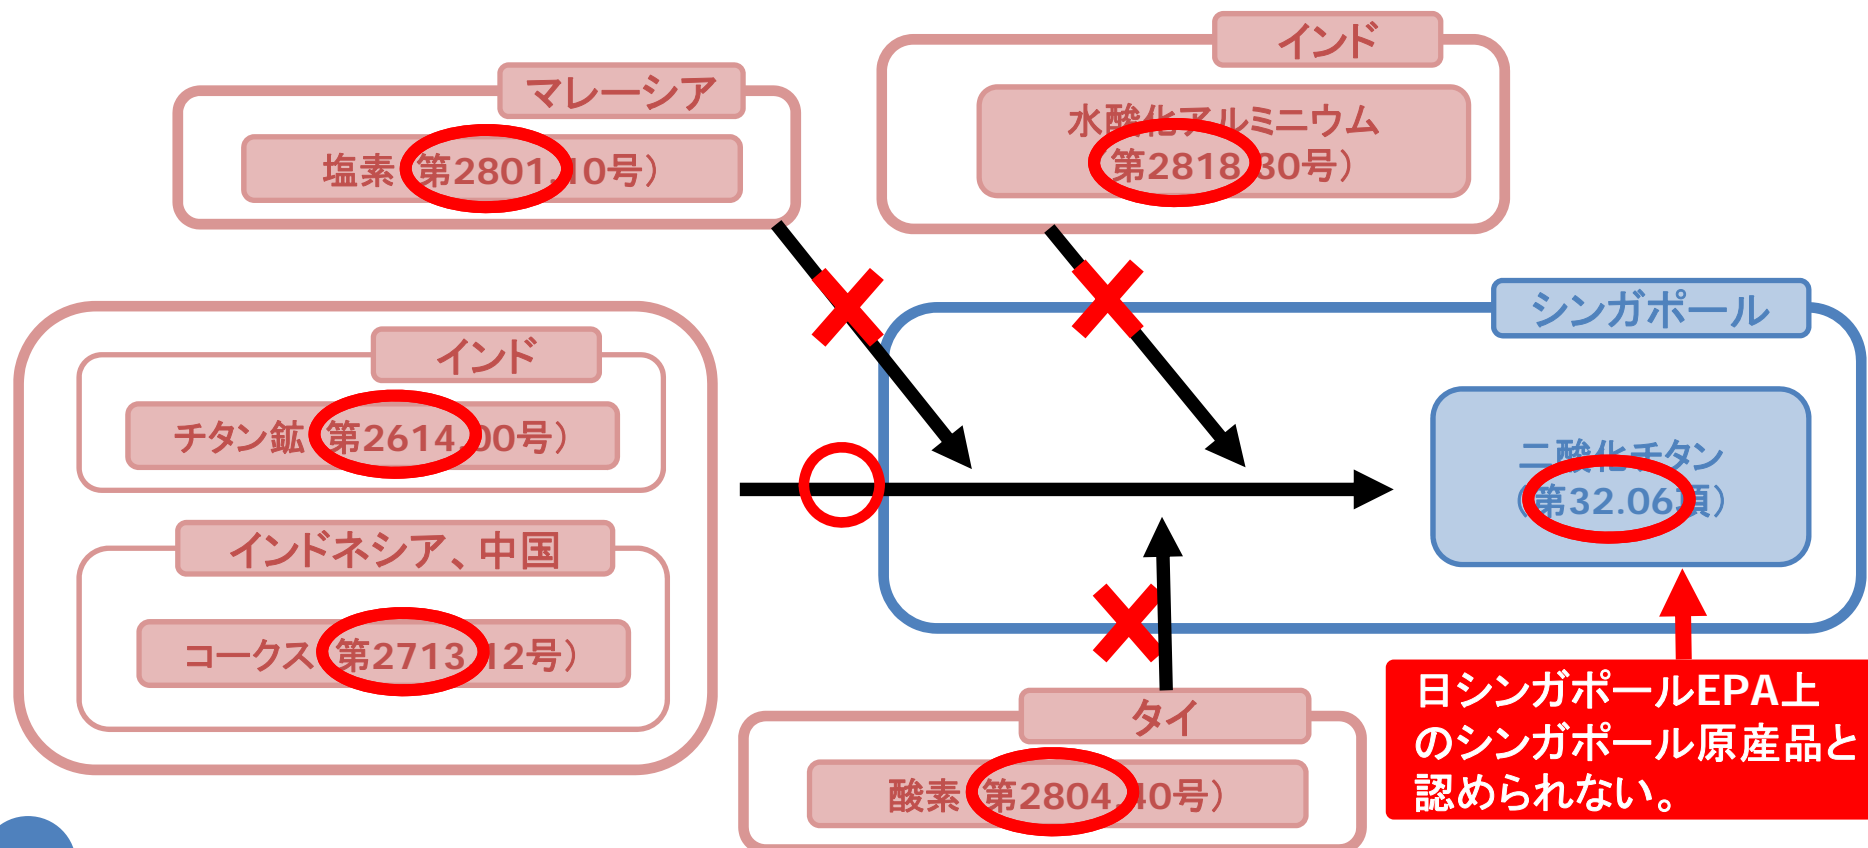 マレーシア
塩素（第2801.10号）
インド
水酸化アルミニウム
（第2818.30号）
インド
チタン鉱（第2614.00号）
インドネシア、中国
コークス（第2713.12号）
シンガポール
二酸化チタン
（第32.06項）
タイ
酸素（第2804.40号）
日シンガポールEPA上
のシンガポール原産品と
認められない。